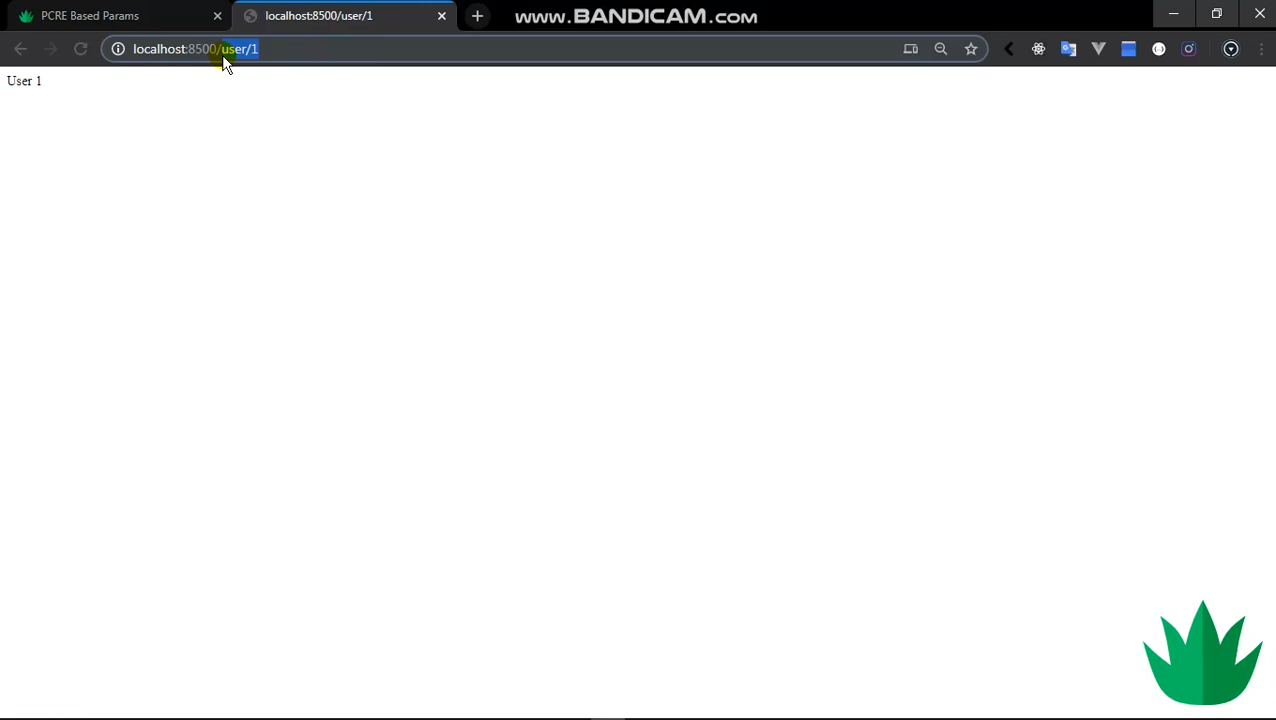 PCRE Based Params
localhost:8500/user/1
www.BANDICAM.com
localhost:8500/user/1
User 1